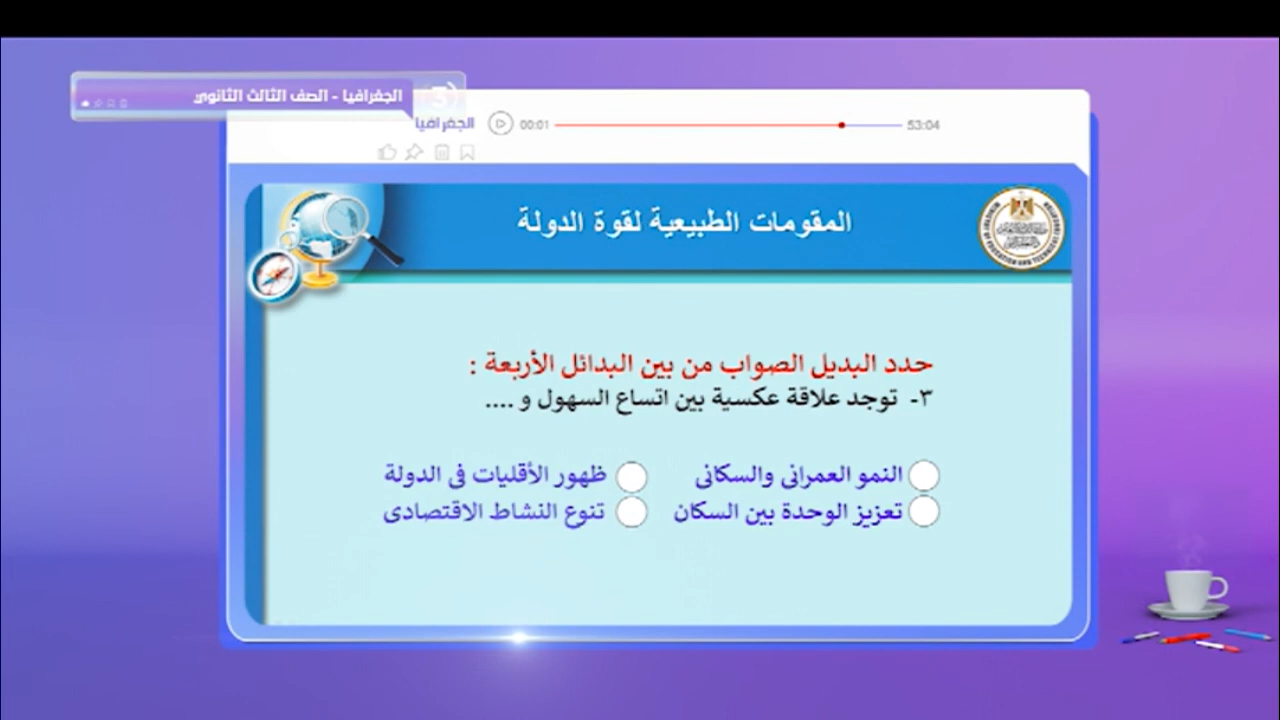 الجغرافيا - الصف الثالث الثانوي
الجغرافيا
00:01
53:04
المقومات الطبيعية لقوة الدولة
حدد البديل الصواب من بين البدائل الأربعة :
٣- توجد علاقة عكسية بين اتساع السهول و ....
النمو العمرانى والسكانى
ظهور الأقليات فى الدولة
تعزيز الوحدة بين السكان
تنوع النشاط الاقتصادى